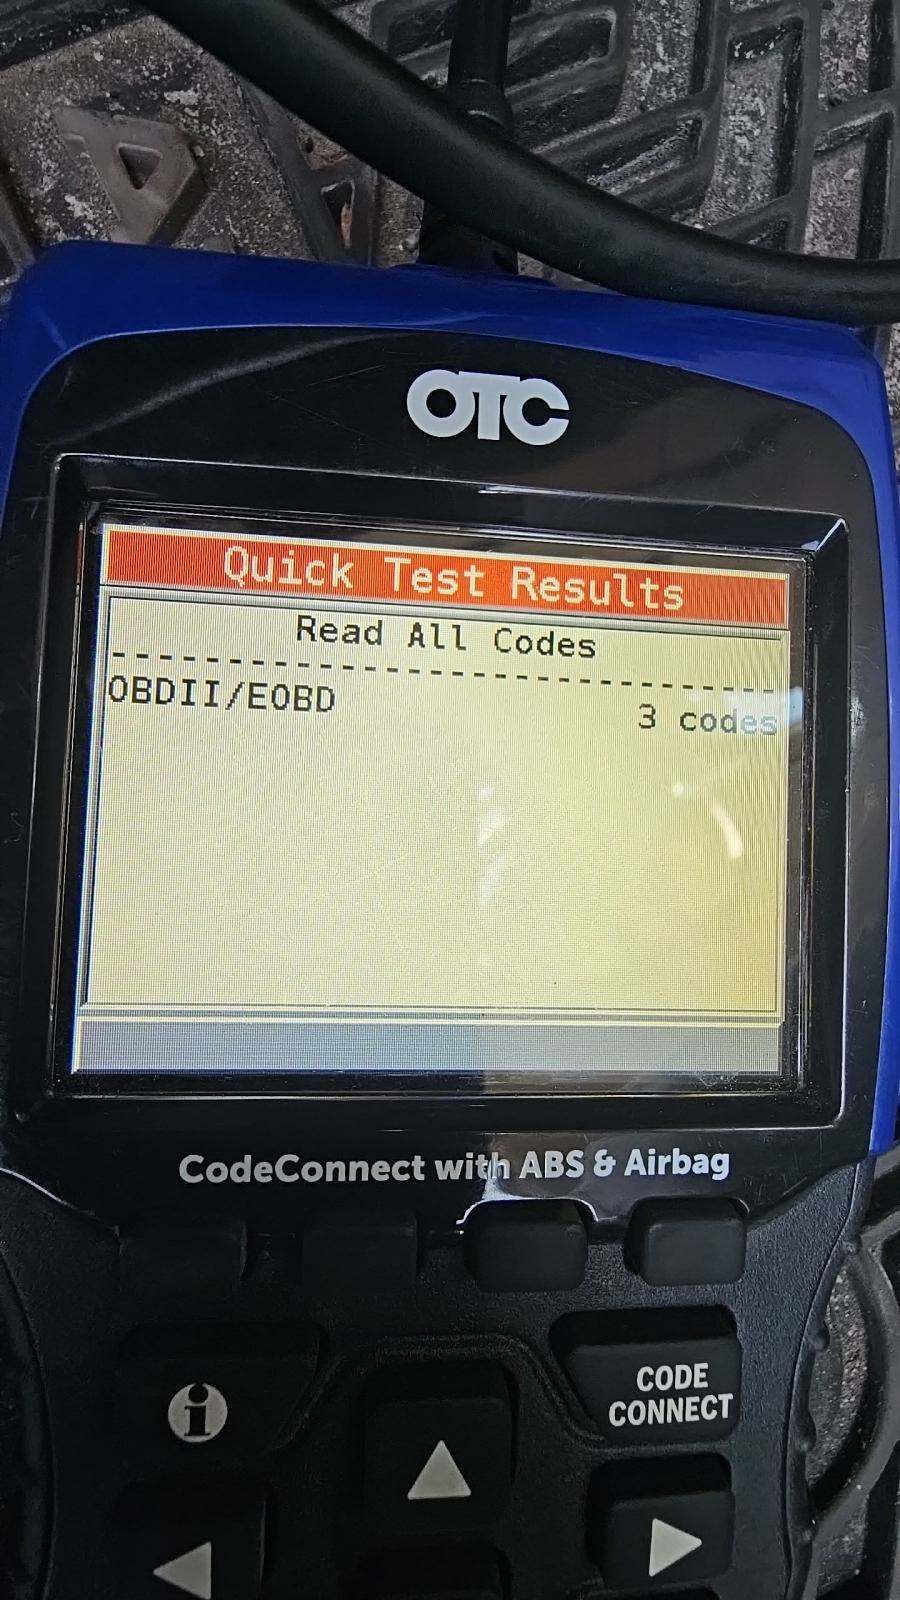 OTC
Quick Test Results
Read All Codes
--------------------------------
OBDII/EOBD 3 codes
CodeConnect with ABS & Airbag
i
CODE
CONNECT